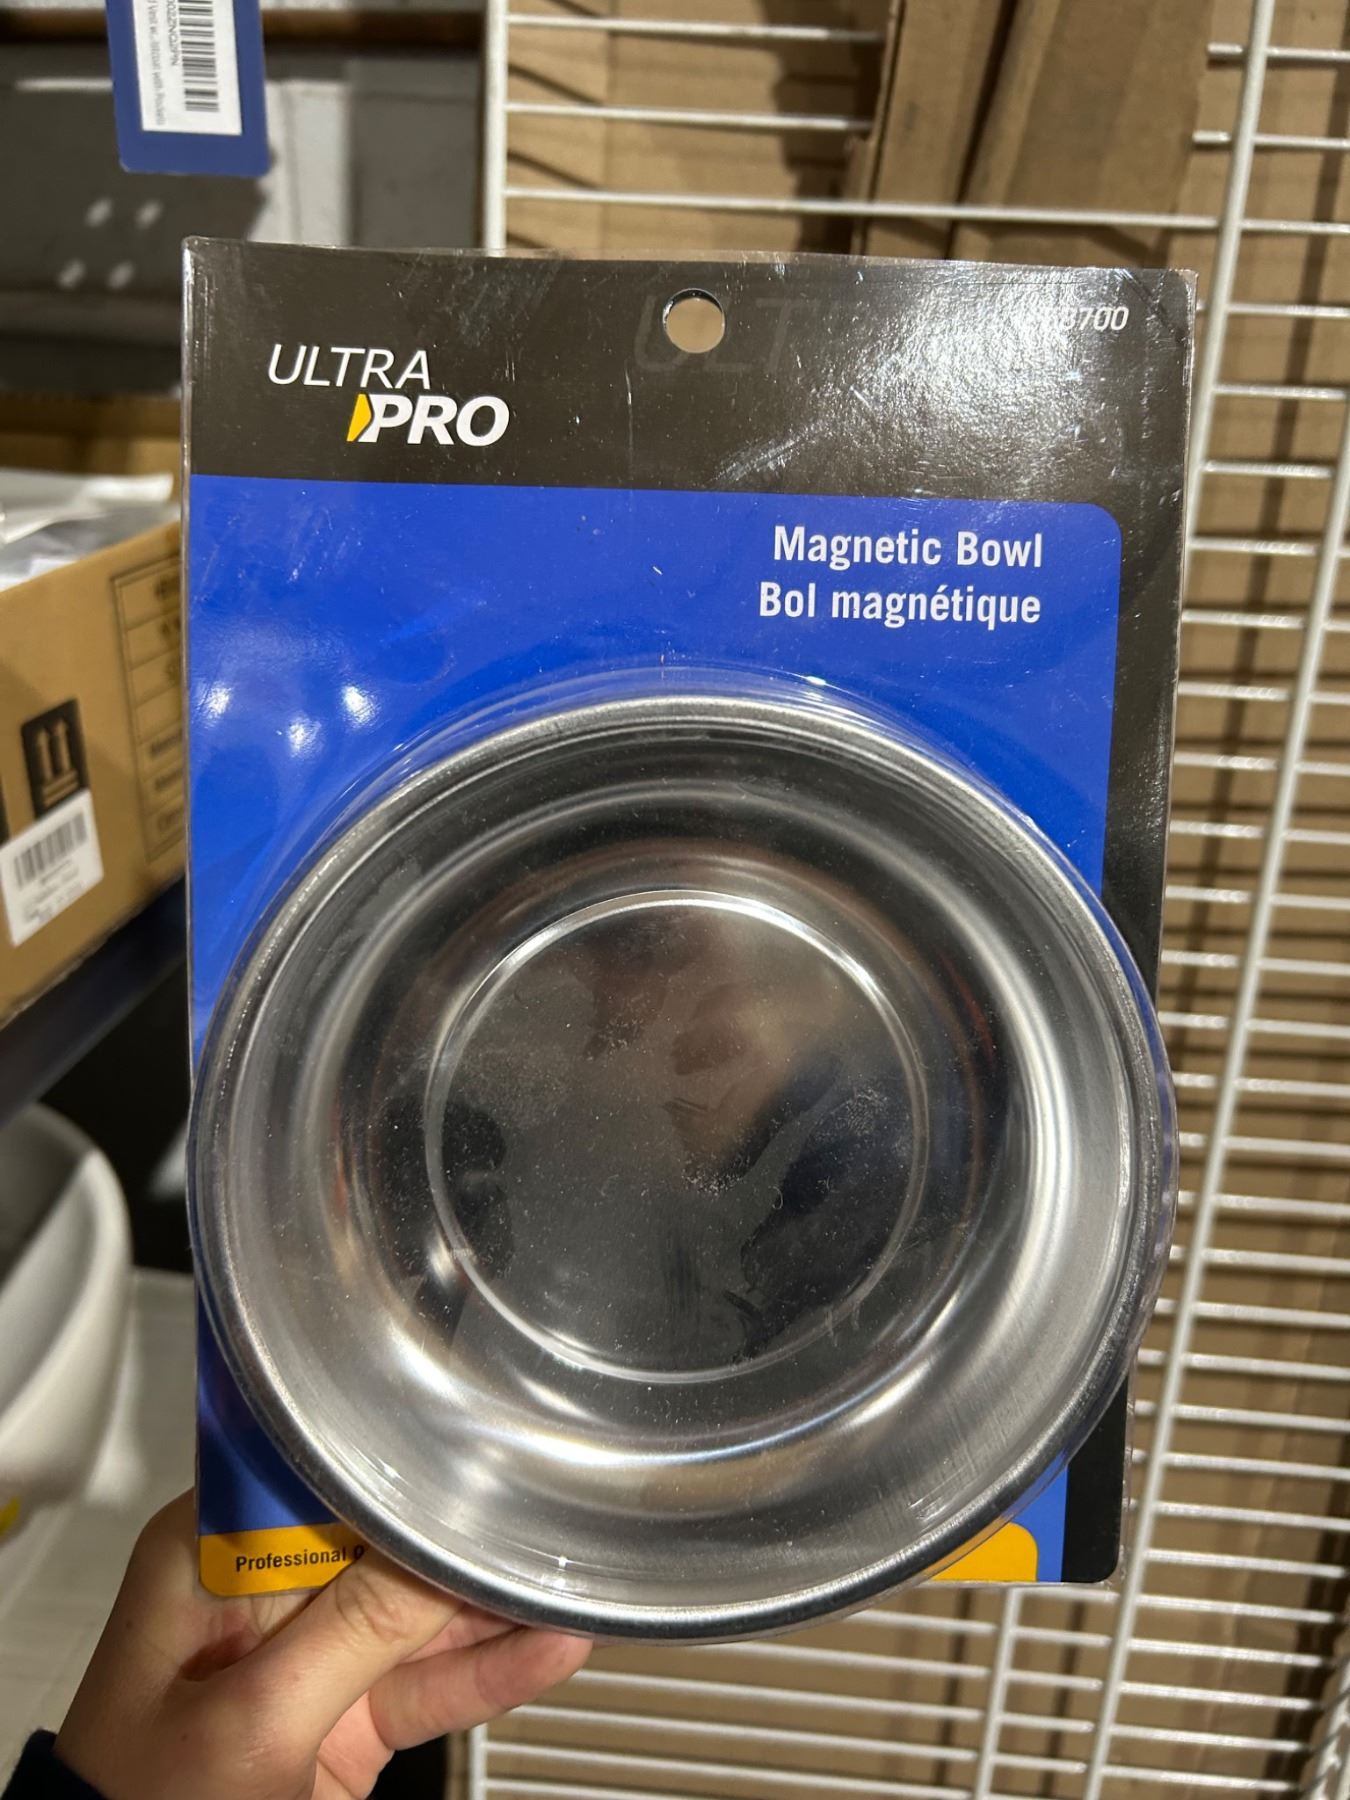 ULTRA
PRO
Magnetic Bowl
Bol magnétique
Professional